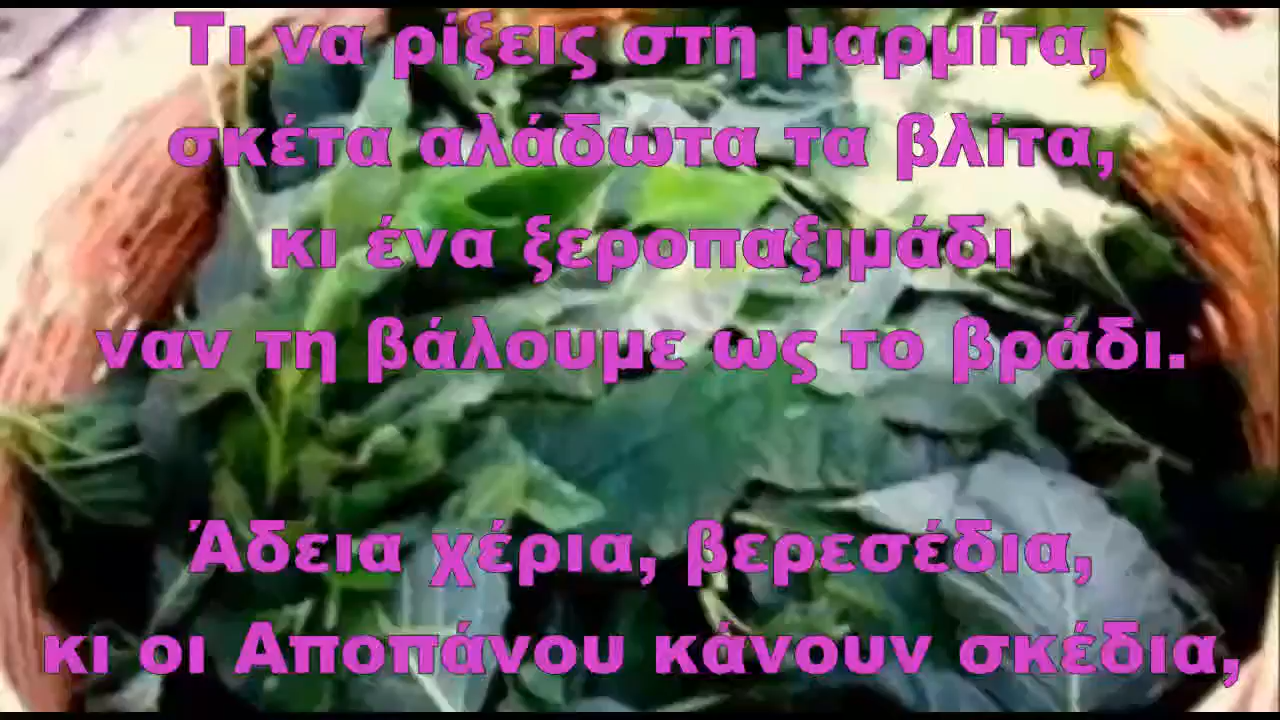 Τι να ρίξεις στη μαρμίτα,
σκέτα αλάδωτα τα βλίτα,
κι ένα ξεροπαξιμάδι
ναν τη βάλουμε ως το βράδι.
Άδεια χέρια, βερεσέδια,
κι οι Αποπάνου κάνουν σκέδια,